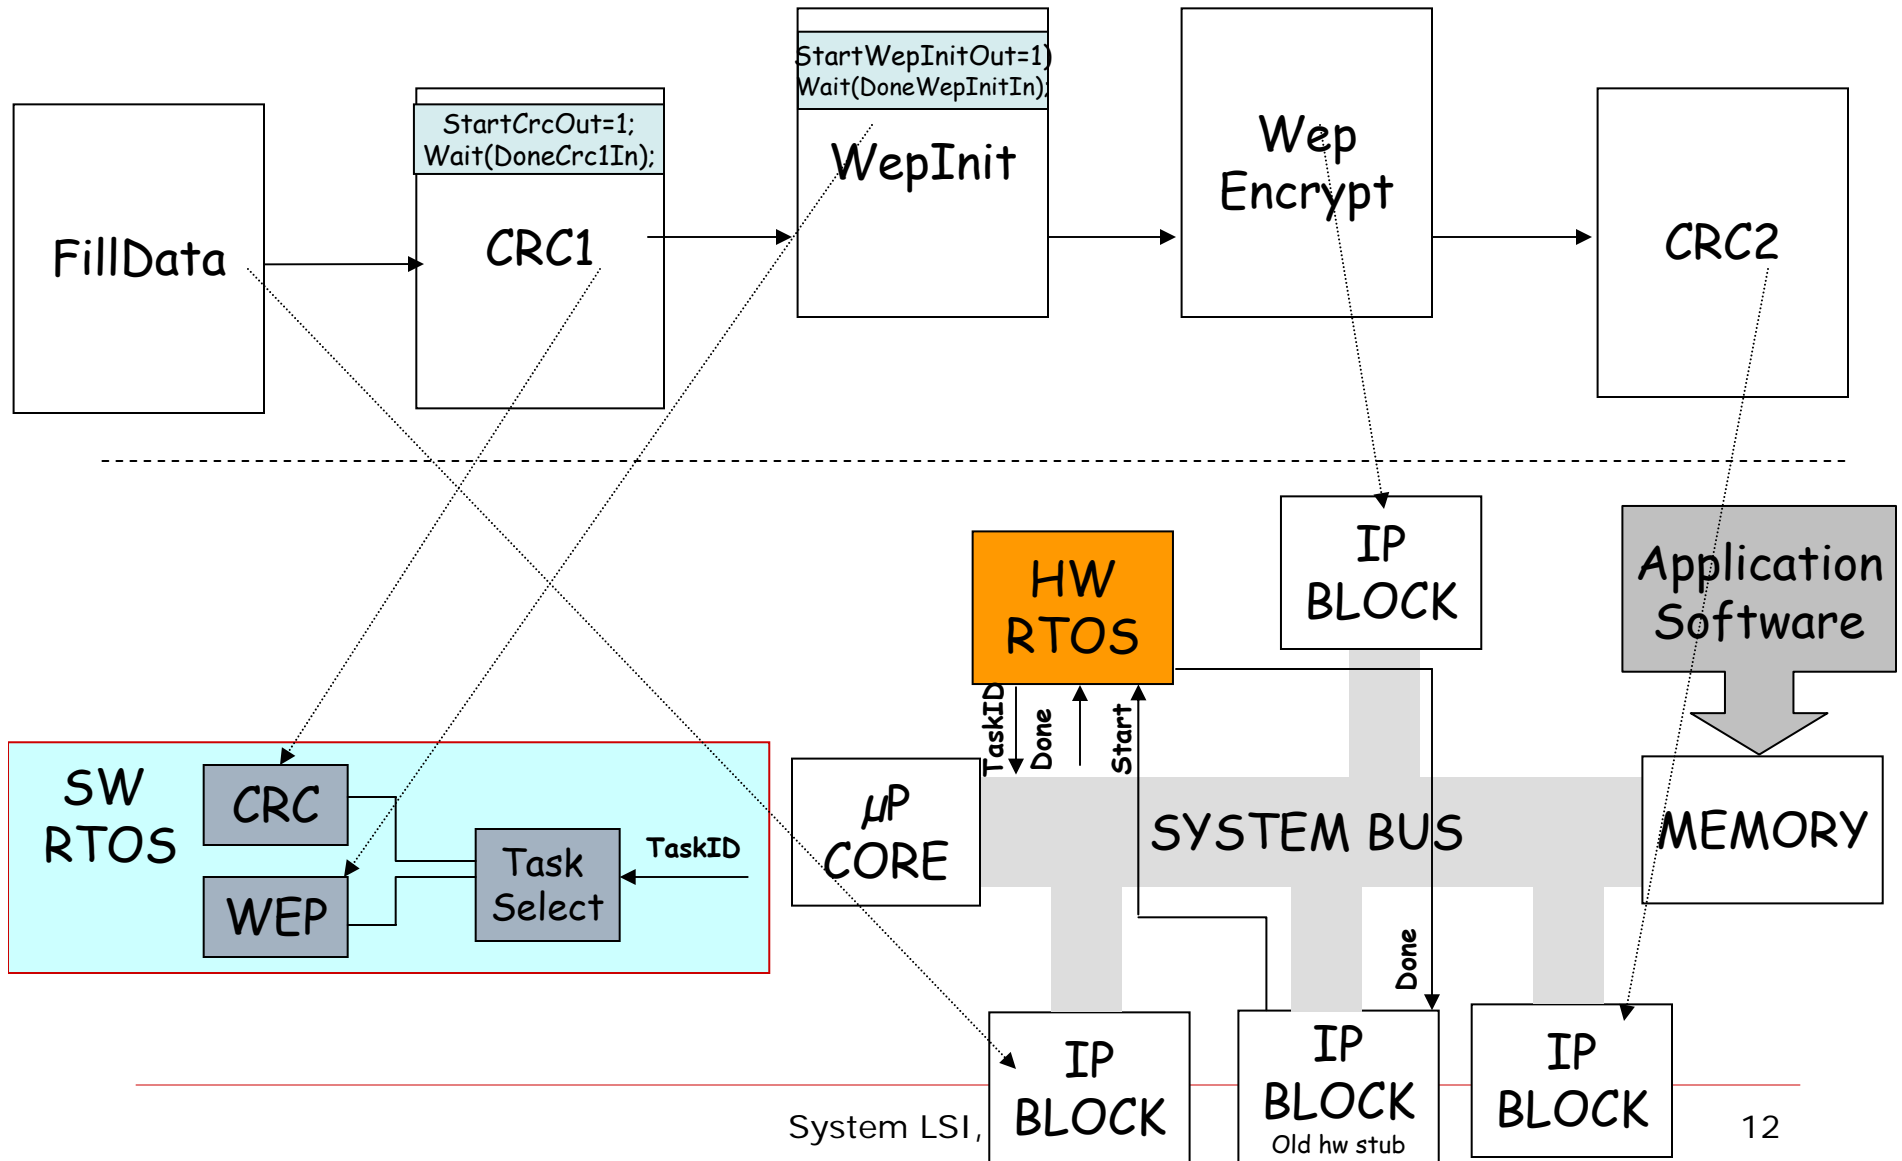 StartWepInitOut=1)
Wait(DoneWepInitIn);
StartCrcOut=1;
Wait(DoneCrc1In);
FillData
CRC1
WepInit
Wep
Encrypt
CRC2
HW
RTOS
IP
BLOCK
Application
Software
TaskID
Done
Start
SW
RTOS
CRC
WEP
Task
Select
TaskID
µP
CORE
SYSTEM BUS
MEMORY
Done
IP
BLOCK
IP
BLOCK
Old hw stub
IP
BLOCK
System LSI,
12